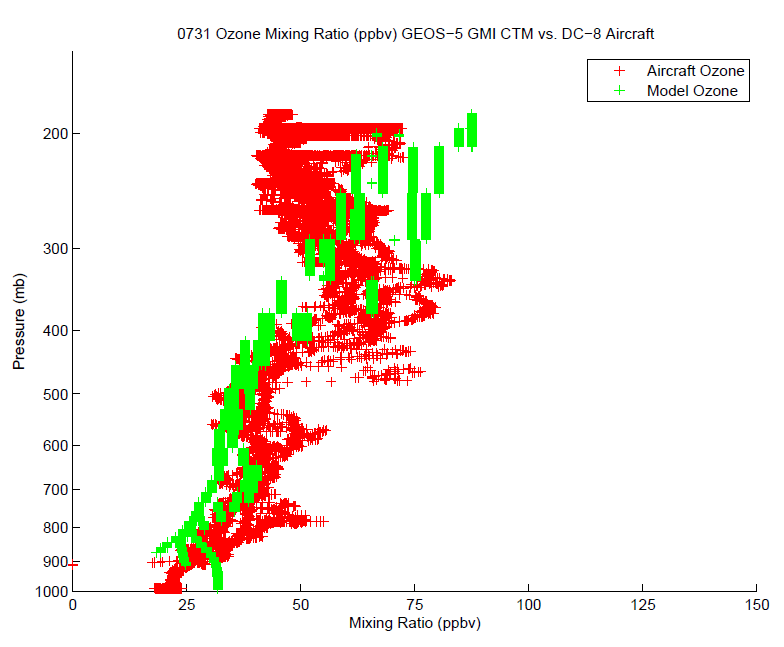 0731 Ozone Mixing Ratio (ppbv) GEOS−5 GMI CTM vs. DC−8 Aircraft
Aircraft Ozone
Model Ozone
200
300
400
500
600
700
800
900
1000
Pressure (mb)
0 25 50 75 100 125 150
Mixing Ratio (ppbv)